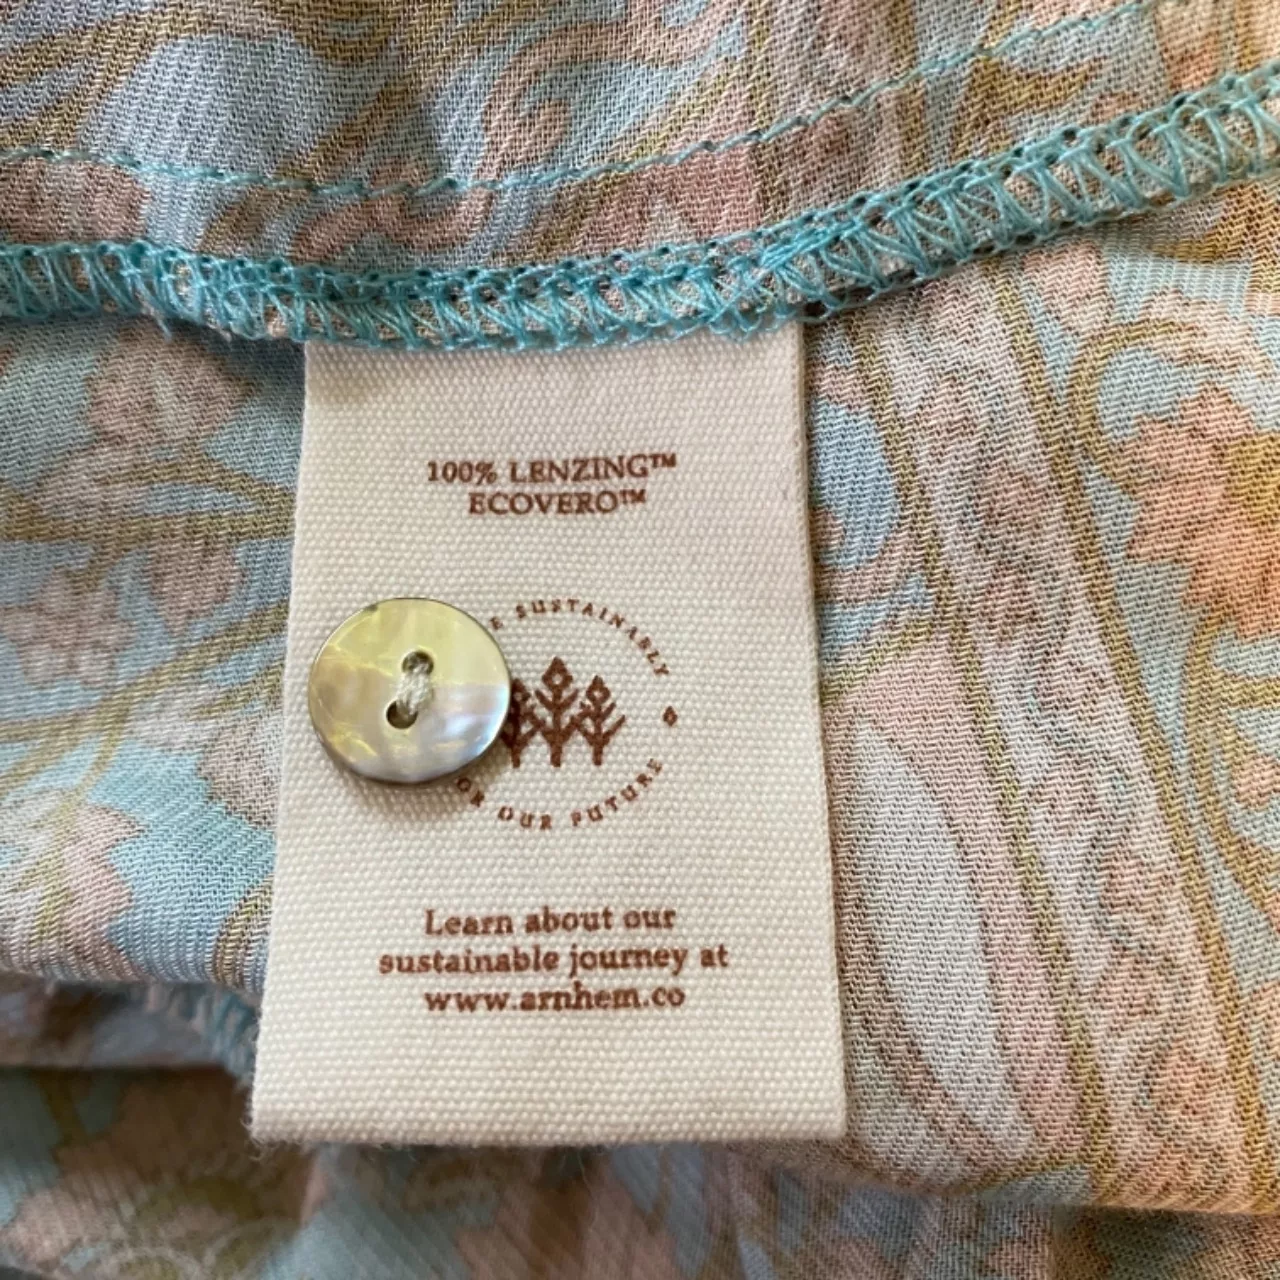 100% LENZING™
ECOVERO™
SUSTAINABLY
OUR FUTURE
Learn about our
sustainable journey at
www.arnhem.co